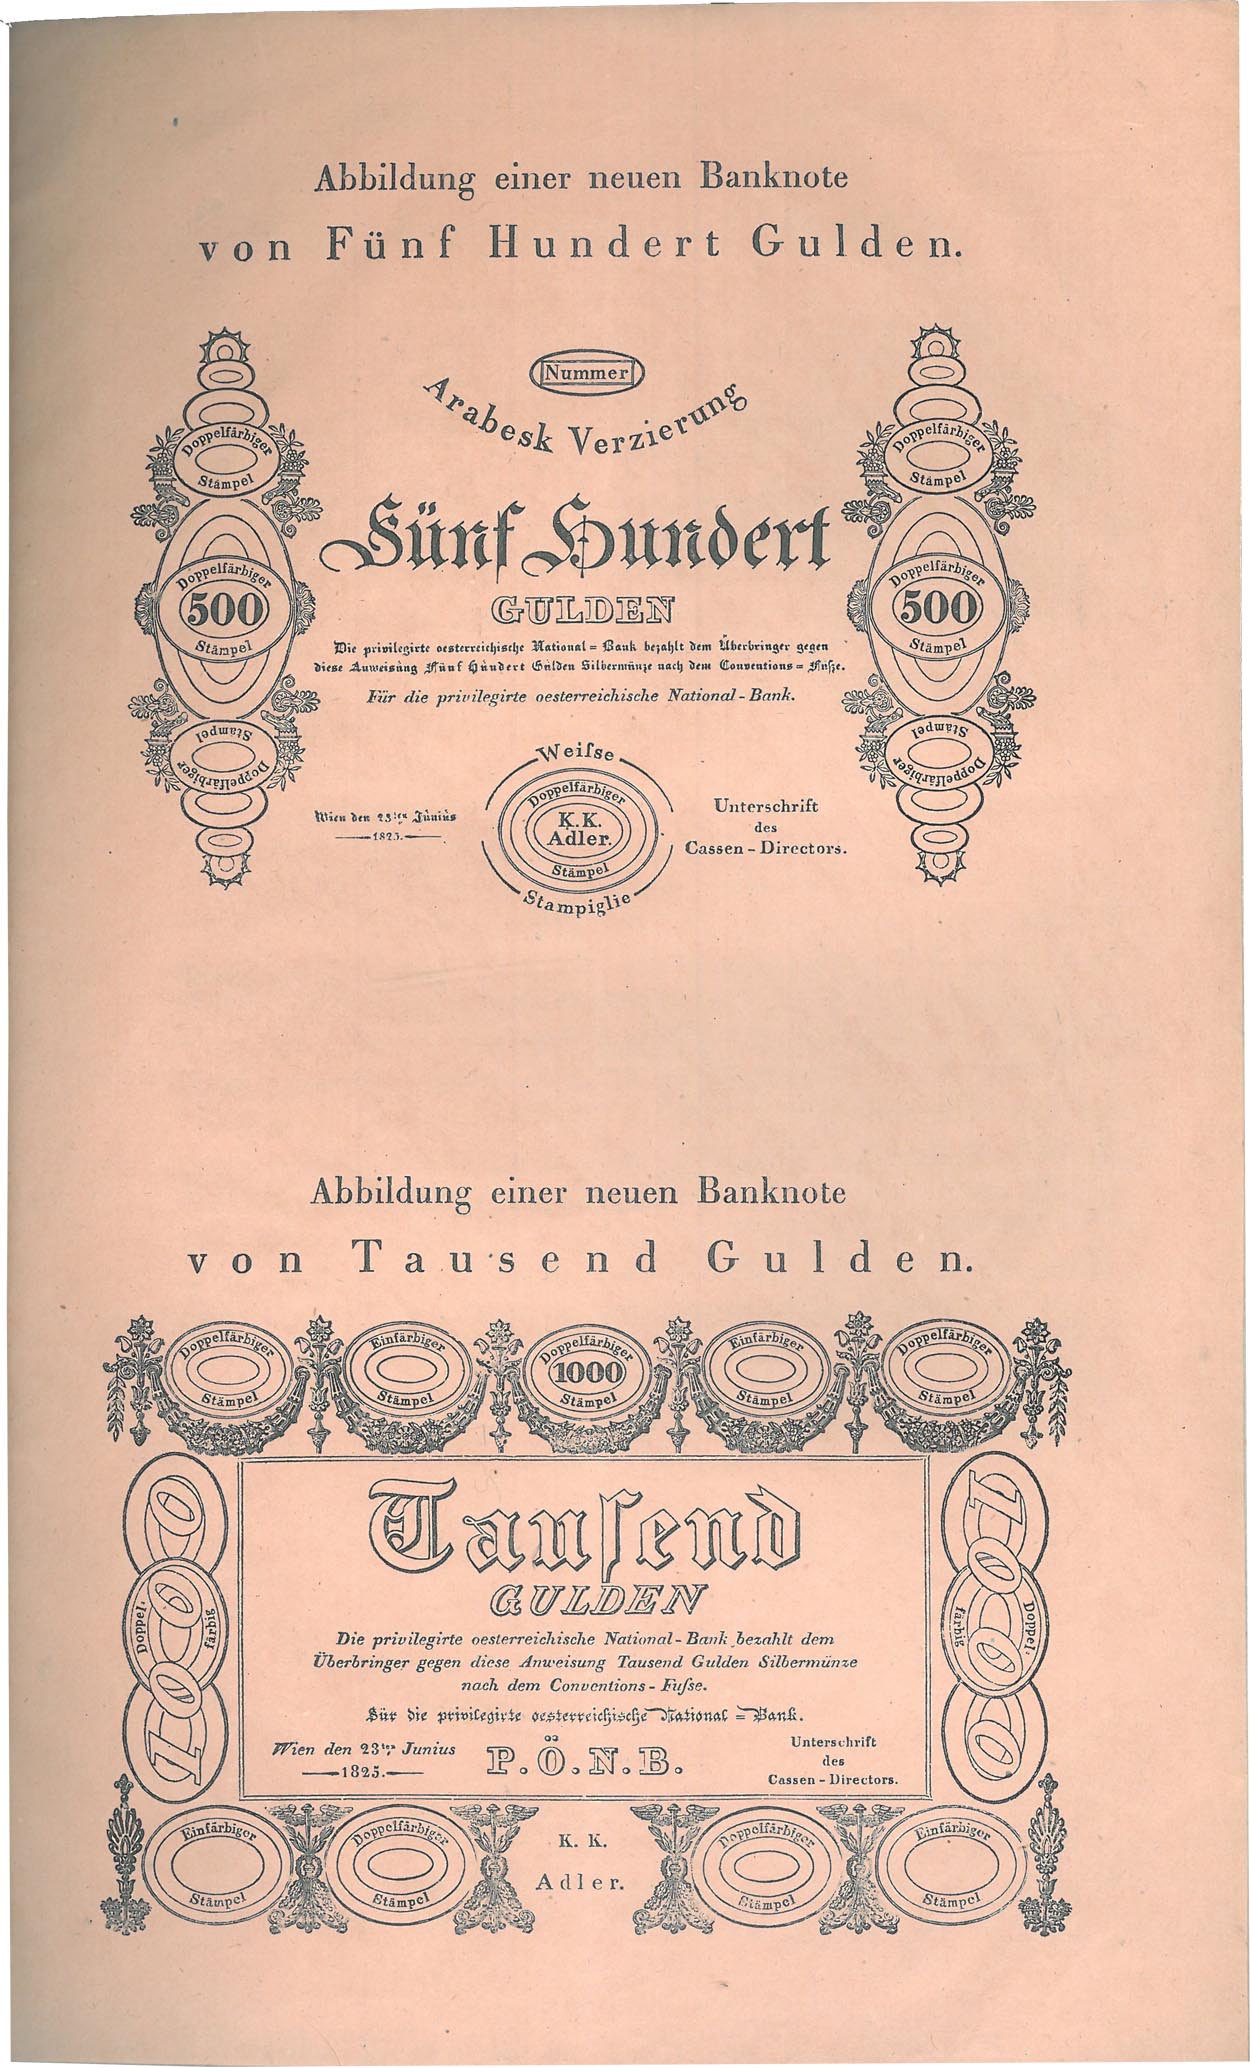 Abbildung einer neuen Banknote
von Fünf Hundert Gulden.
Nummer
Arabesk Verzierung
Doppelfärbiger
Stämpel
Doppelfärbiger
Stämpel
Fünf Hundert
GULDEN
Doppelfärbiger
500
Stämpel
Doppelfärbiger
500
Stämpel
Die privilegirte oesterreichische National=Bank bezahlt dem Überbringer gegen
diese Anweisung Fünf Hundert Gulden Silbermünze nach dem Conventions=Fuſze.
Für die privilegirte oesterreichische National-Bank.
Doppelfärbiger
Stämpel
Doppelfärbiger
Stämpel
Wien den 23ten Junius
1825.
Weiſse
Doppelfärbiger
K. K.
Adler.
Stämpel
Stampiglie
Unterschrift
des
Cassen-Directors.
Abbildung einer neuen Banknote
von Tausend Gulden.
Doppelfärbiger
Stämpel
Einfärbiger
Stämpel
Doppelfärbiger
1000
Stämpel
Einfärbiger
Stämpel
Doppelfärbiger
Stämpel
1000
Doppel-
färbig
Tauſend
GULDEN
Die privilegirte oesterreichische National-Bank bezahlt dem
Überbringer gegen diese Anweisung Tausend Gulden Silbermünze
nach dem Conventions-Fuſse.
Für die privilegirte oesterreichische National=Bank.
Wien den 23ten Junius
1825.
P.Ö.N.B.
Unterschrift
des
Cassen-Directors.
1000
Doppel-
färbig
Einfärbiger
Stämpel
Doppelfärbiger
Stämpel
K. K.
Adler.
Doppelfärbiger
Stämpel
Einfärbiger
Stämpel